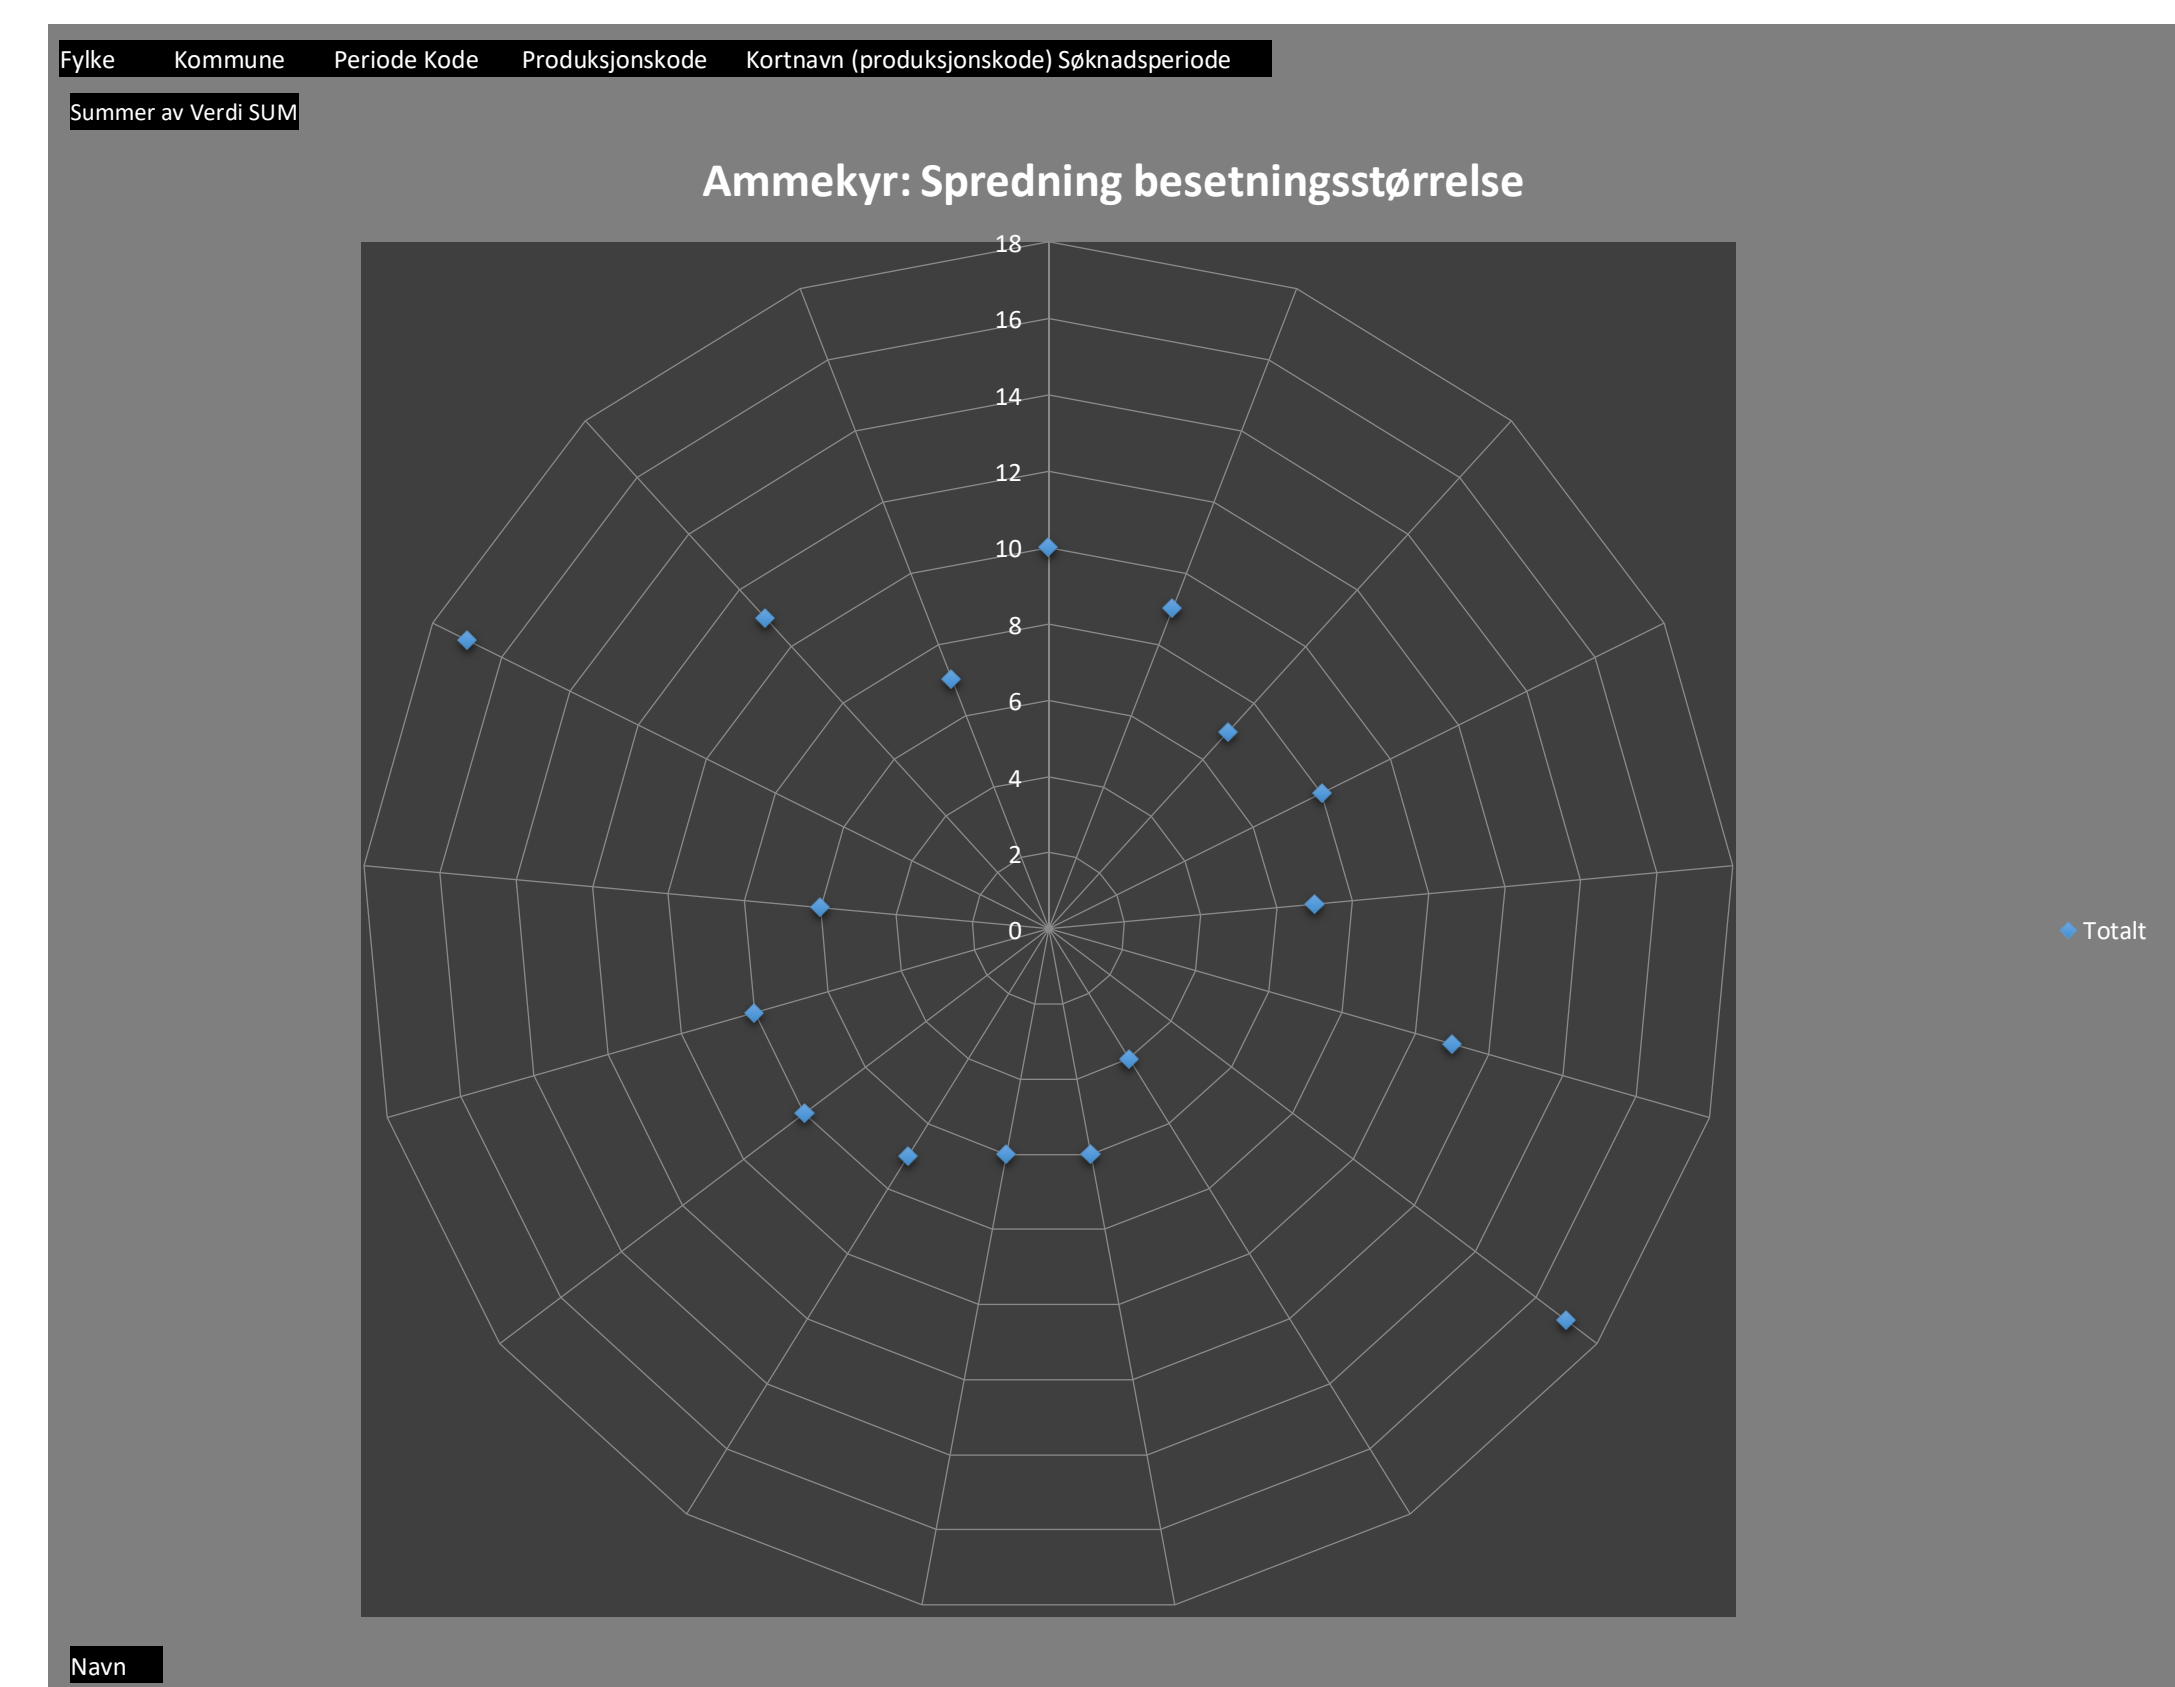 Fylke Kommune Periode Kode Produksjonskode Kortnavn (produksjonskode) Søknadsperiode
Summer av Verdi SUM
Ammekyr: Spredning besetningsstørrelse
18
16
14
12
10
8
6
4
2
0
Totalt
Navn